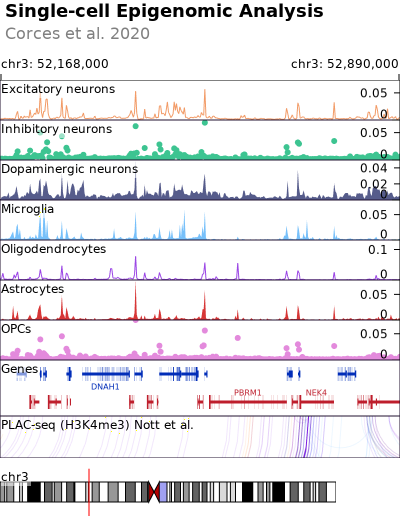 Single-cell Epigenomic Analysis
Corces et al. 2020
chr3: 52,168,000 chr3: 52,890,000
Excitatory neurons
0.05
0
Inhibitory neurons
0.05
0
Dopaminergic neurons
0.04
0.02
0
Microglia
0.05
0
Oligodendrocytes
0.1
0
Astrocytes
0.05
0
OPCs
0.05
0
Genes
DNAH1
PBRM1 NEK4
PLAC-seq (H3K4me3) Nott et al.
chr3